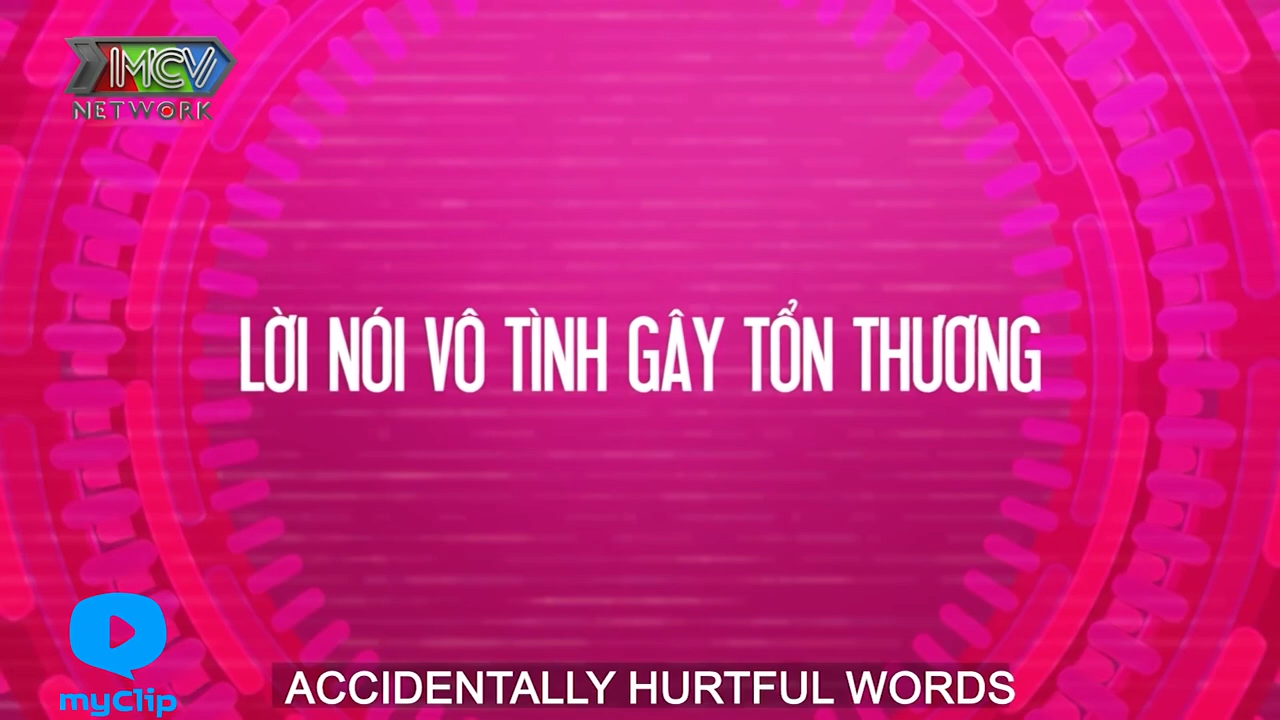 MCV
NETWORK
LỜI NÓI VÔ TÌNH GÂY TỔN THƯƠNG
myClip
ACCIDENTALLY HURTFUL WORDS